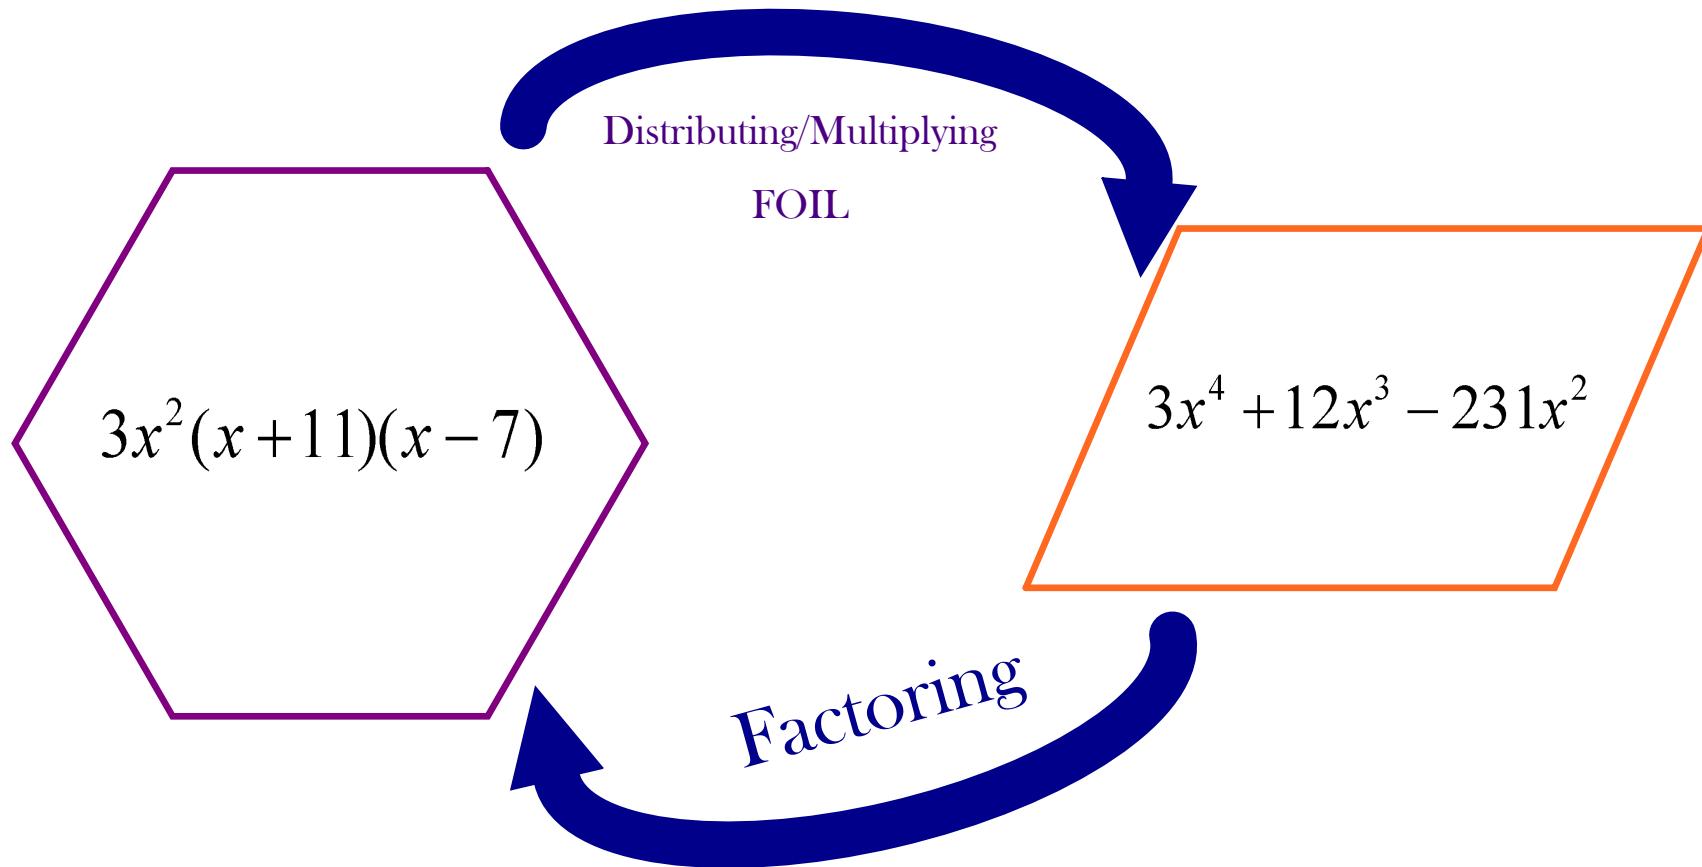 Distributing/Multiplying
FOIL
3x²(x+11)(x−7)
3x⁴+12x³−231x²
Factoring